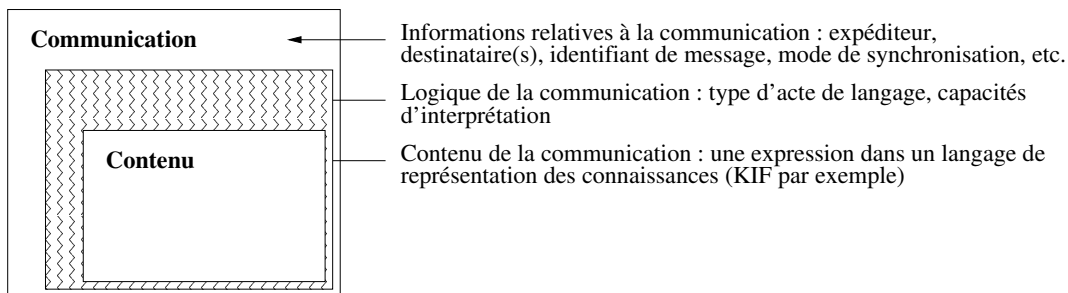 Communication
Informations relatives à la communication : expéditeur,
destinataire(s), identifiant de message, mode de synchronisation, etc.
Logique de la communication : type d'acte de langage, capacités
d'interprétation
Contenu
Contenu de la communication : une expression dans un langage de
représentation des connaissances (KIF par exemple)